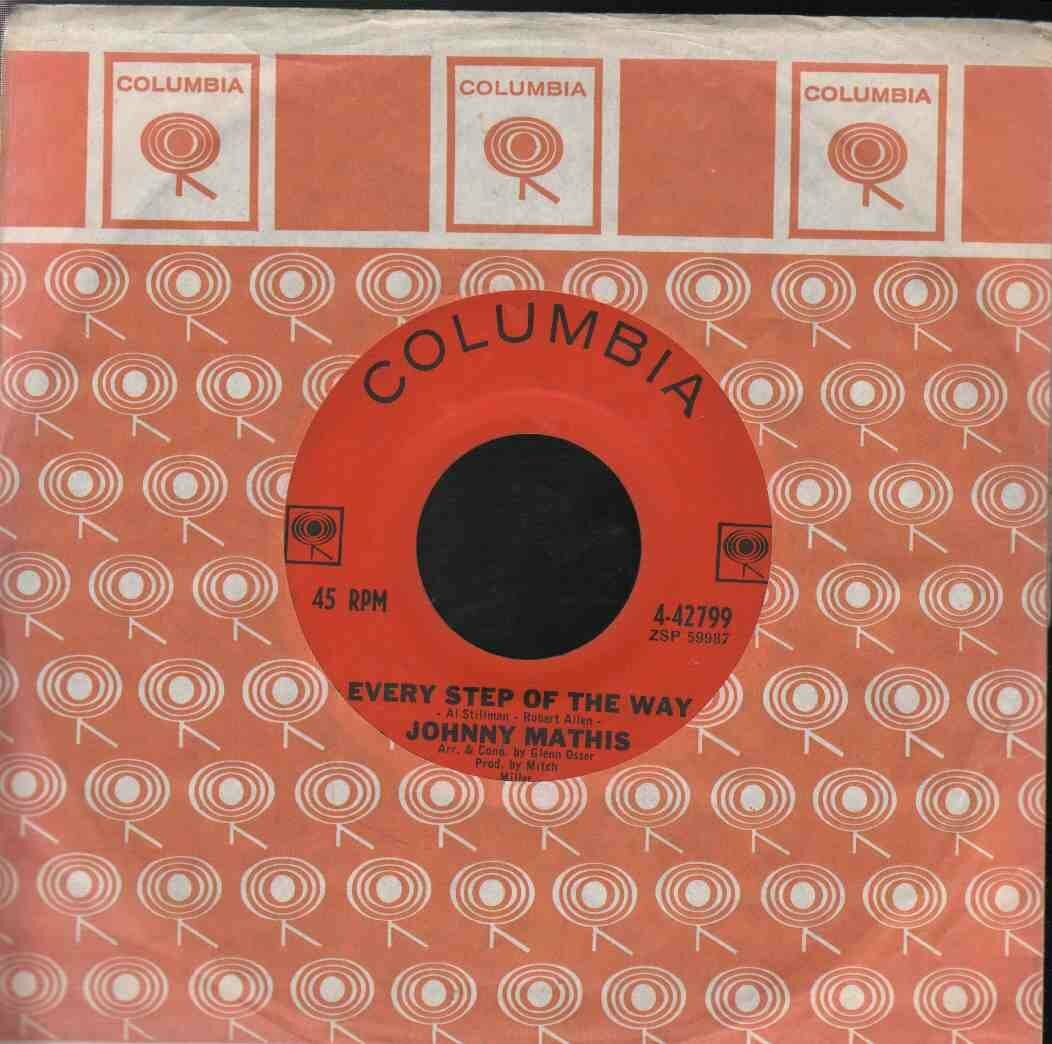 COLUMBIA
COLUMBIA
COLUMBIA
COLUMBIA
45 RPM
4-42799
ZSP 59987
EVERY STEP OF THE WAY
- Al Stillman - Robert Allen -
JOHNNY MATHIS
Arr. & Cond. by Glenn Osser
Prod. by Mitch
Miller